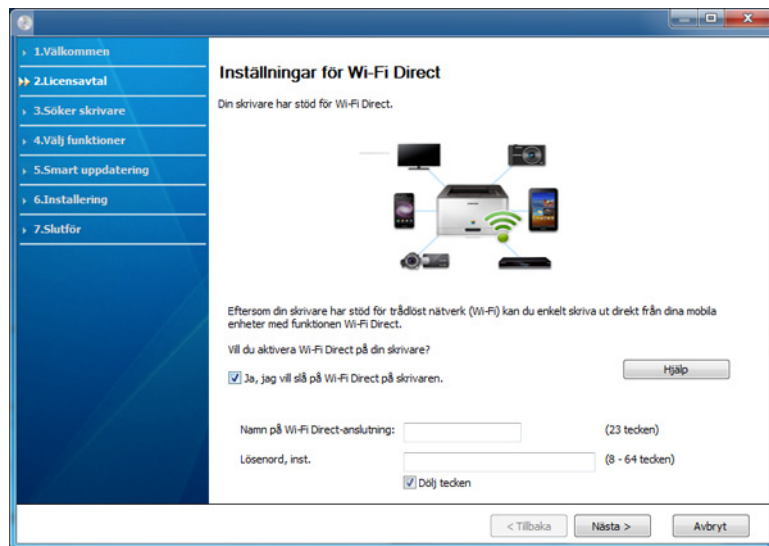 1.Välkommen
2.Licensavtal
3.Söker skrivare
4.Välj funktioner
5.Smart uppdatering
6.Installering
7.Slutför
Inställningar för Wi-Fi Direct
Din skrivare har stöd för Wi-Fi Direct.
Eftersom din skrivare har stöd för trådlöst nätverk (Wi-Fi) kan du enkelt skriva ut direkt från dina mobila
enheter med funktionen Wi-Fi Direct.
Vill du aktivera Wi-Fi Direct på din skrivare?
Ja, jag vill slå på Wi-Fi Direct på skrivaren.
Hjälp
Namn på Wi-Fi Direct-anslutning: (23 tecken)
Lösenord, inst. (8 - 64 tecken)
Dölj tecken
< Tillbaka Nästa > Avbryt